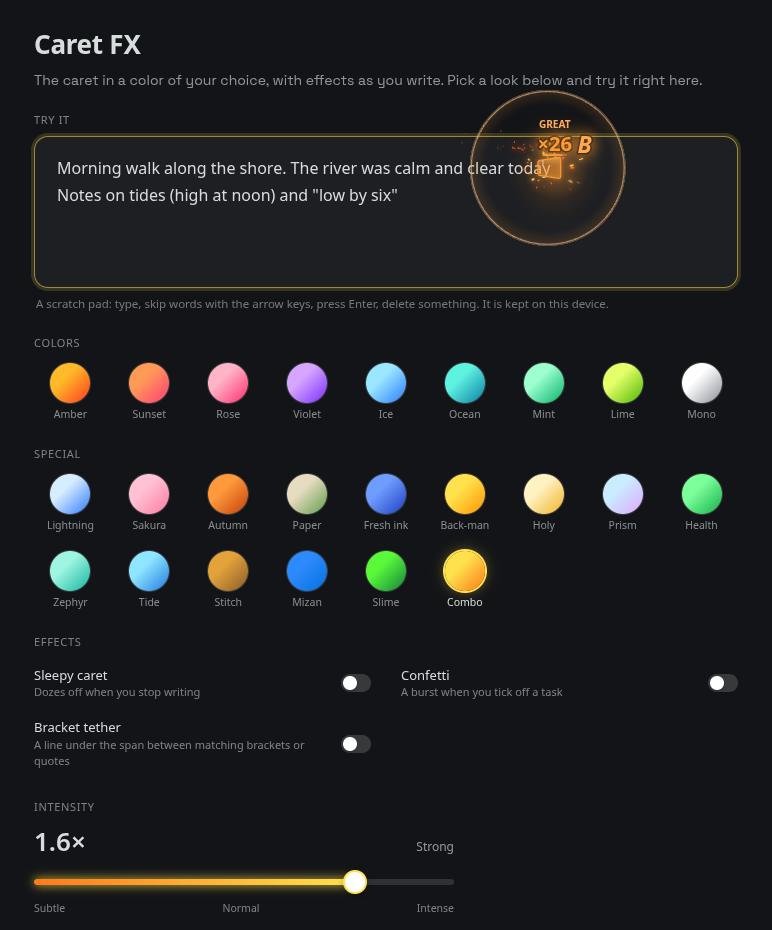 Caret FX
The caret in a color of your choice, with effects as you write. Pick a look below and try it right here.
TRY IT
GREAT
×26 B
Morning walk along the shore. The river was calm and clear today
Notes on tides (high at noon) and "low by six"
A scratch pad: type, skip words with the arrow keys, press Enter, delete something. It is kept on this device.
COLORS
Amber Sunset Rose Violet Ice Ocean Mint Lime Mono
SPECIAL
Lightning Sakura Autumn Paper Fresh ink Back-man Holy Prism Health
Zephyr Tide Stitch Mizan Slime Combo
EFFECTS
Sleepy caret
Dozes off when you stop writing
Confetti
A burst when you tick off a task
Bracket tether
A line under the span between matching brackets or
quotes
INTENSITY
1.6×
Strong
Subtle Normal Intense